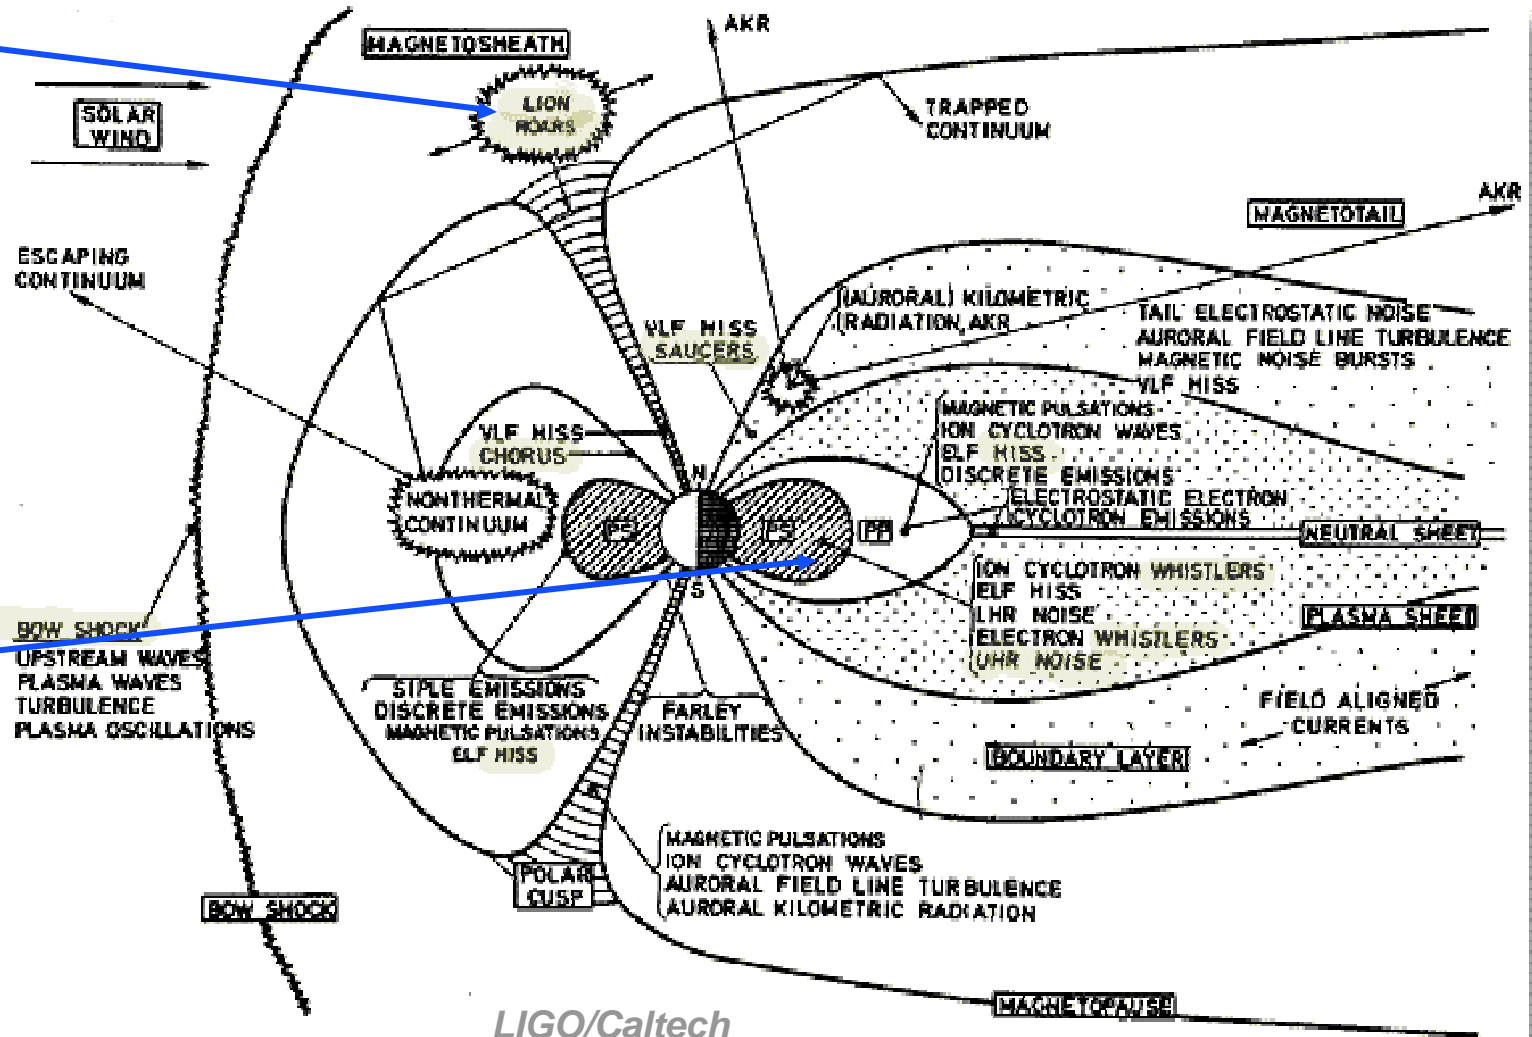 AKR
MAGNETOSHEATH
SOLAR
WIND
LION
ROARS
TRAPPED
CONTINUUM
AKR
MAGNETOTAIL
ESCAPING
CONTINUUM
(AURORAL) KILOMETRIC
RADIATION, AKR
TAIL ELECTROSTATIC NOISE
AURORAL FIELD LINE TURBULENCE
MAGNETIC NOISE BURSTS
VLF HISS
VLF HISS
SAUCERS
MAGNETIC PULSATIONS
ION CYCLOTRON WAVES
ELF HISS
DISCRETE EMISSIONS
VLF HISS
CHORUS
N
NONTHERMAL
CONTINUUM
ELECTROSTATIC ELECTRON
CYCLOTRON EMISSIONS
PS
PS
PP
NEUTRAL SHEET
S
ION CYCLOTRON WHISTLERS
ELF HISS
LHR NOISE
ELECTRON WHISTLERS
UHR NOISE
PLASMA SHEET
BOW SHOCK
UPSTREAM WAVES
PLASMA WAVES
TURBULENCE
PLASMA OSCILLATIONS
SIPLE EMISSIONS
DISCRETE EMISSIONS
MAGNETIC PULSATIONS
ELF HISS
FARLEY
INSTABILITIES
FIELD ALIGNED
CURRENTS
BOUNDARY LAYER
MAGNETIC PULSATIONS
ION CYCLOTRON WAVES
AURORAL FIELD LINE TURBULENCE
AURORAL KILOMETRIC RADIATION
POLAR
CUSP
BOW SHOCK
MAGNETOPAUSE
LIGO/Caltech